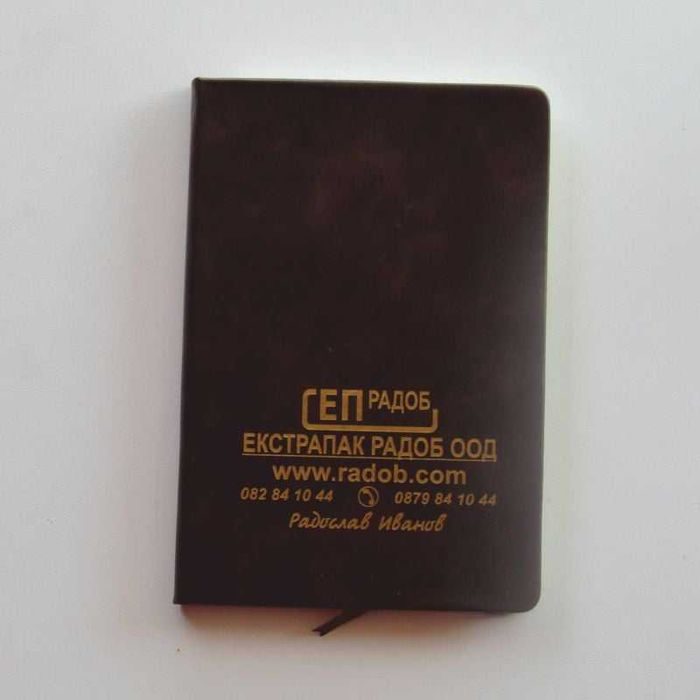 ЕП РАДОБ
ЕКСТРАПАК РАДОБ ООД
www.radob.com
082 84 10 44 0879 84 10 44
Радослав Иванов